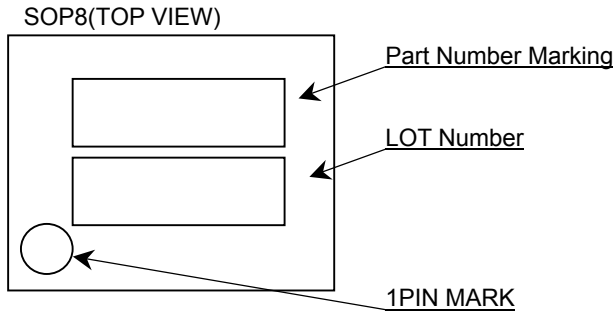 SOP8(TOP VIEW)
Part Number Marking
LOT Number
1PIN MARK